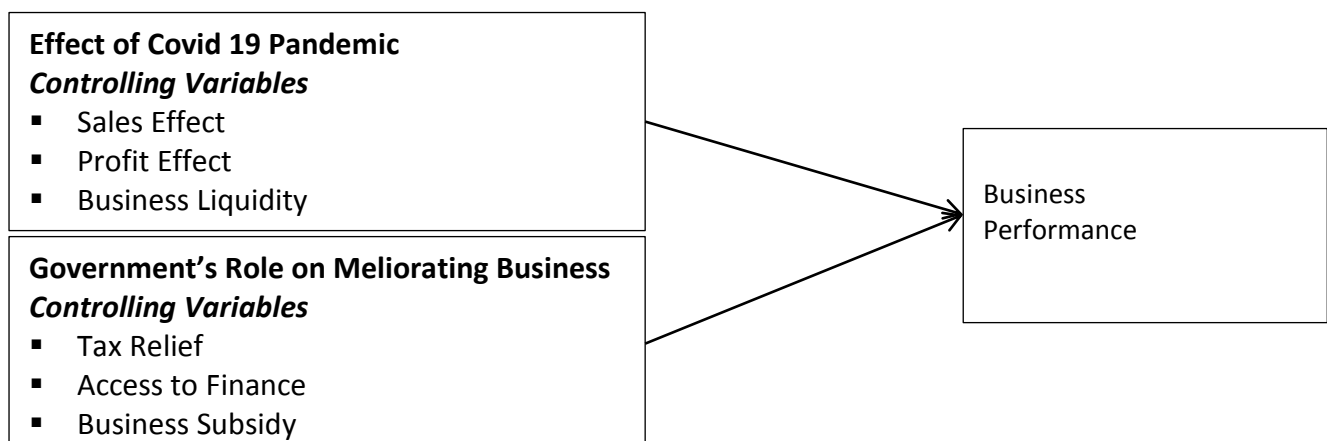 Effect of Covid 19 Pandemic
Controlling Variables
▪ Sales Effect
▪ Profit Effect
▪ Business Liquidity
Government’s Role on Meliorating Business
Controlling Variables
▪ Tax Relief
▪ Access to Finance
▪ Business Subsidy
Business
Performance